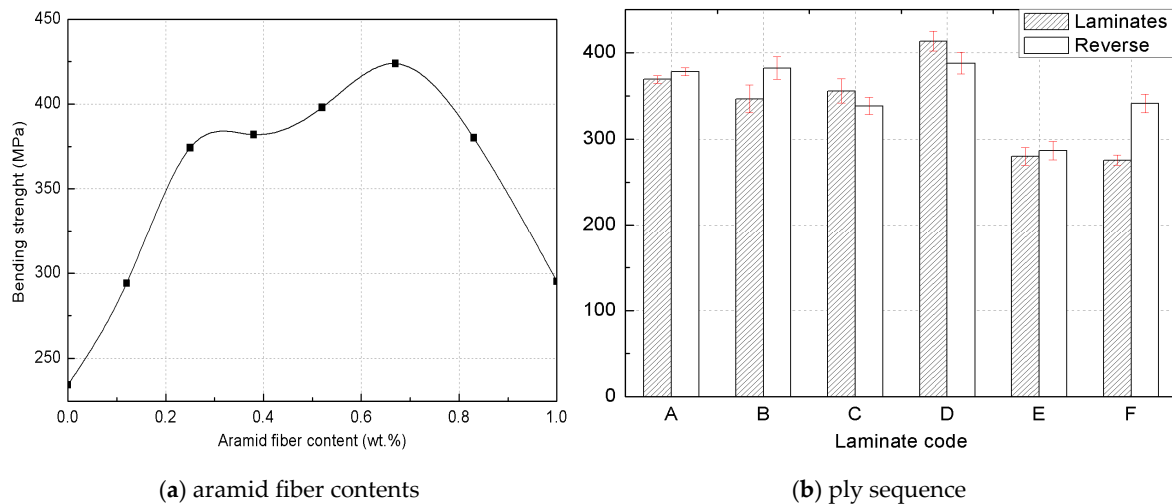 450
400
350
300
250
0.0 0.2 0.4 0.6 0.8 1.0
Bending strenght (MPa)
Aramid fiber content (wt.%)
(a) aramid fiber contents
Laminates
Reverse
400
300
200
100
0
A B C D E F
Laminate code
(b) ply sequence